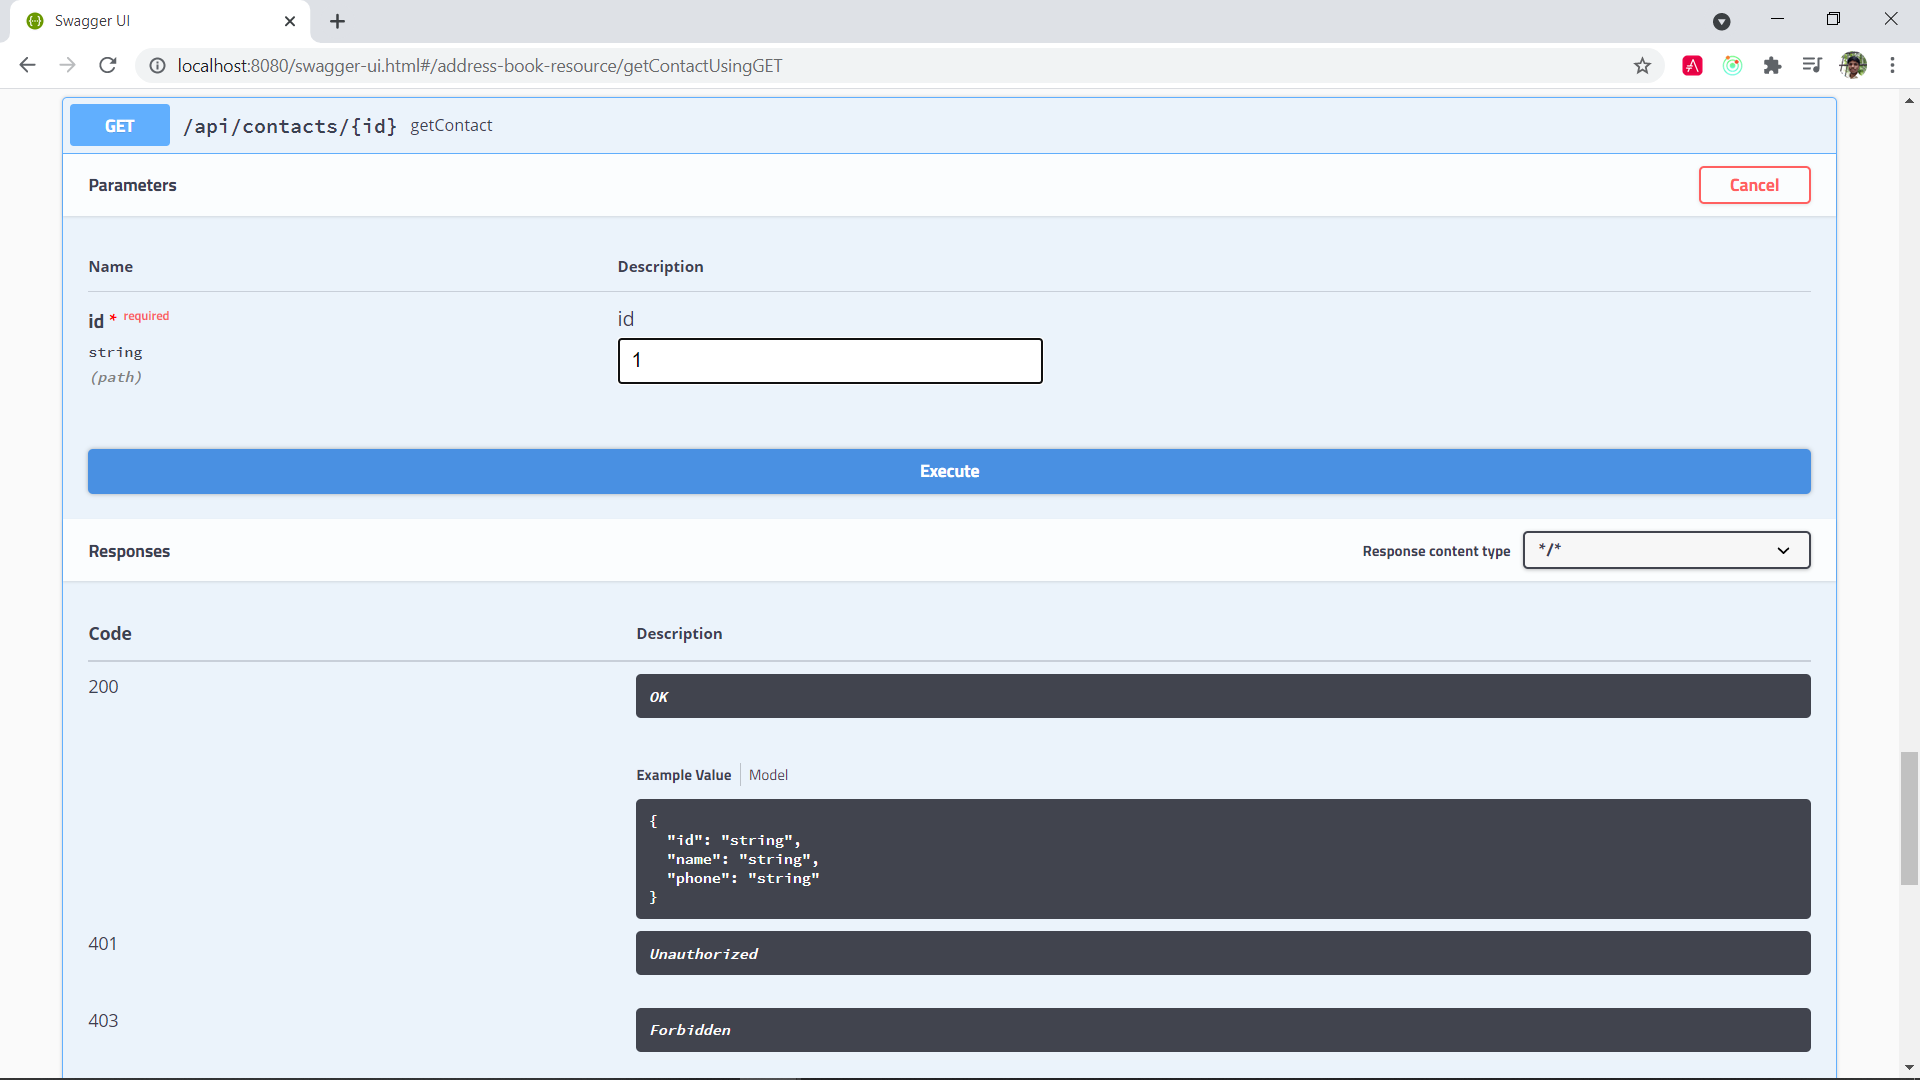 Swagger UI
localhost:8080/swagger-ui.html#/address-book-resource/getContactUsingGET
GET /api/contacts/{id} getContact
Parameters Cancel
Name Description
id * required id
string 1
(path)
Execute
Responses Response content type */*
Code Description
200 OK
Example Value Model
{
"id": "string",
"name": "string",
"phone": "string"
}
401 Unauthorized
403 Forbidden